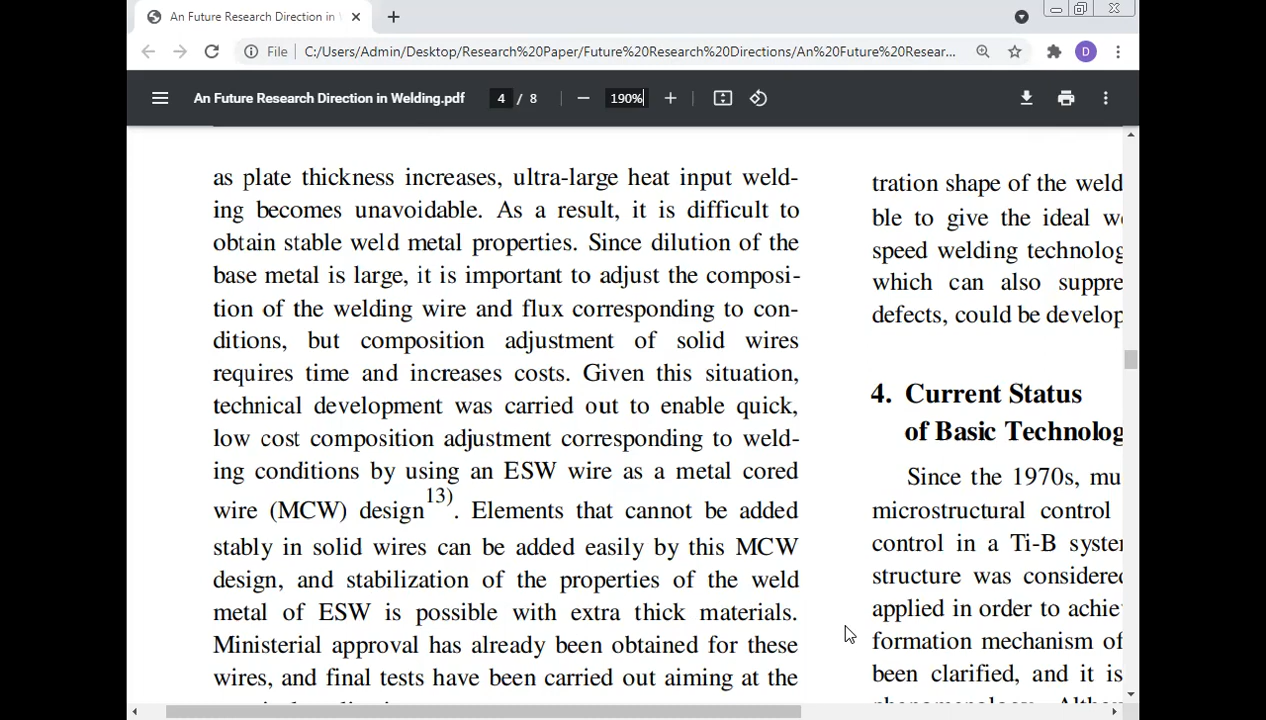 An Future Research Direction in
File
C:/Users/Admin/Desktop/Research%20Paper/Future%20Research%20Directions/An%20Future%20Resear...
D
An Future Research Direction in Welding.pdf
4 / 8
190%
as plate thickness increases, ultra-large heat input weld-
ing becomes unavoidable. As a result, it is difficult to
obtain stable weld metal properties. Since dilution of the
base metal is large, it is important to adjust the composi-
tion of the welding wire and flux corresponding to con-
ditions, but composition adjustment of solid wires
requires time and increases costs. Given this situation,
technical development was carried out to enable quick,
low cost composition adjustment corresponding to weld-
ing conditions by using an ESW wire as a metal cored
wire (MCW) design13). Elements that cannot be added
stably in solid wires can be added easily by this MCW
design, and stabilization of the properties of the weld
metal of ESW is possible with extra thick materials.
Ministerial approval has already been obtained for these
wires, and final tests have been carried out aiming at the
tration shape of the weld
ble to give the ideal
speed welding
which can also
defects, could be
4. Current Status
of Basic
Since the 1970s,
microstructural control
control in a Ti-B
structure was
applied in order to
formation mechanism of
been clarified, and it is